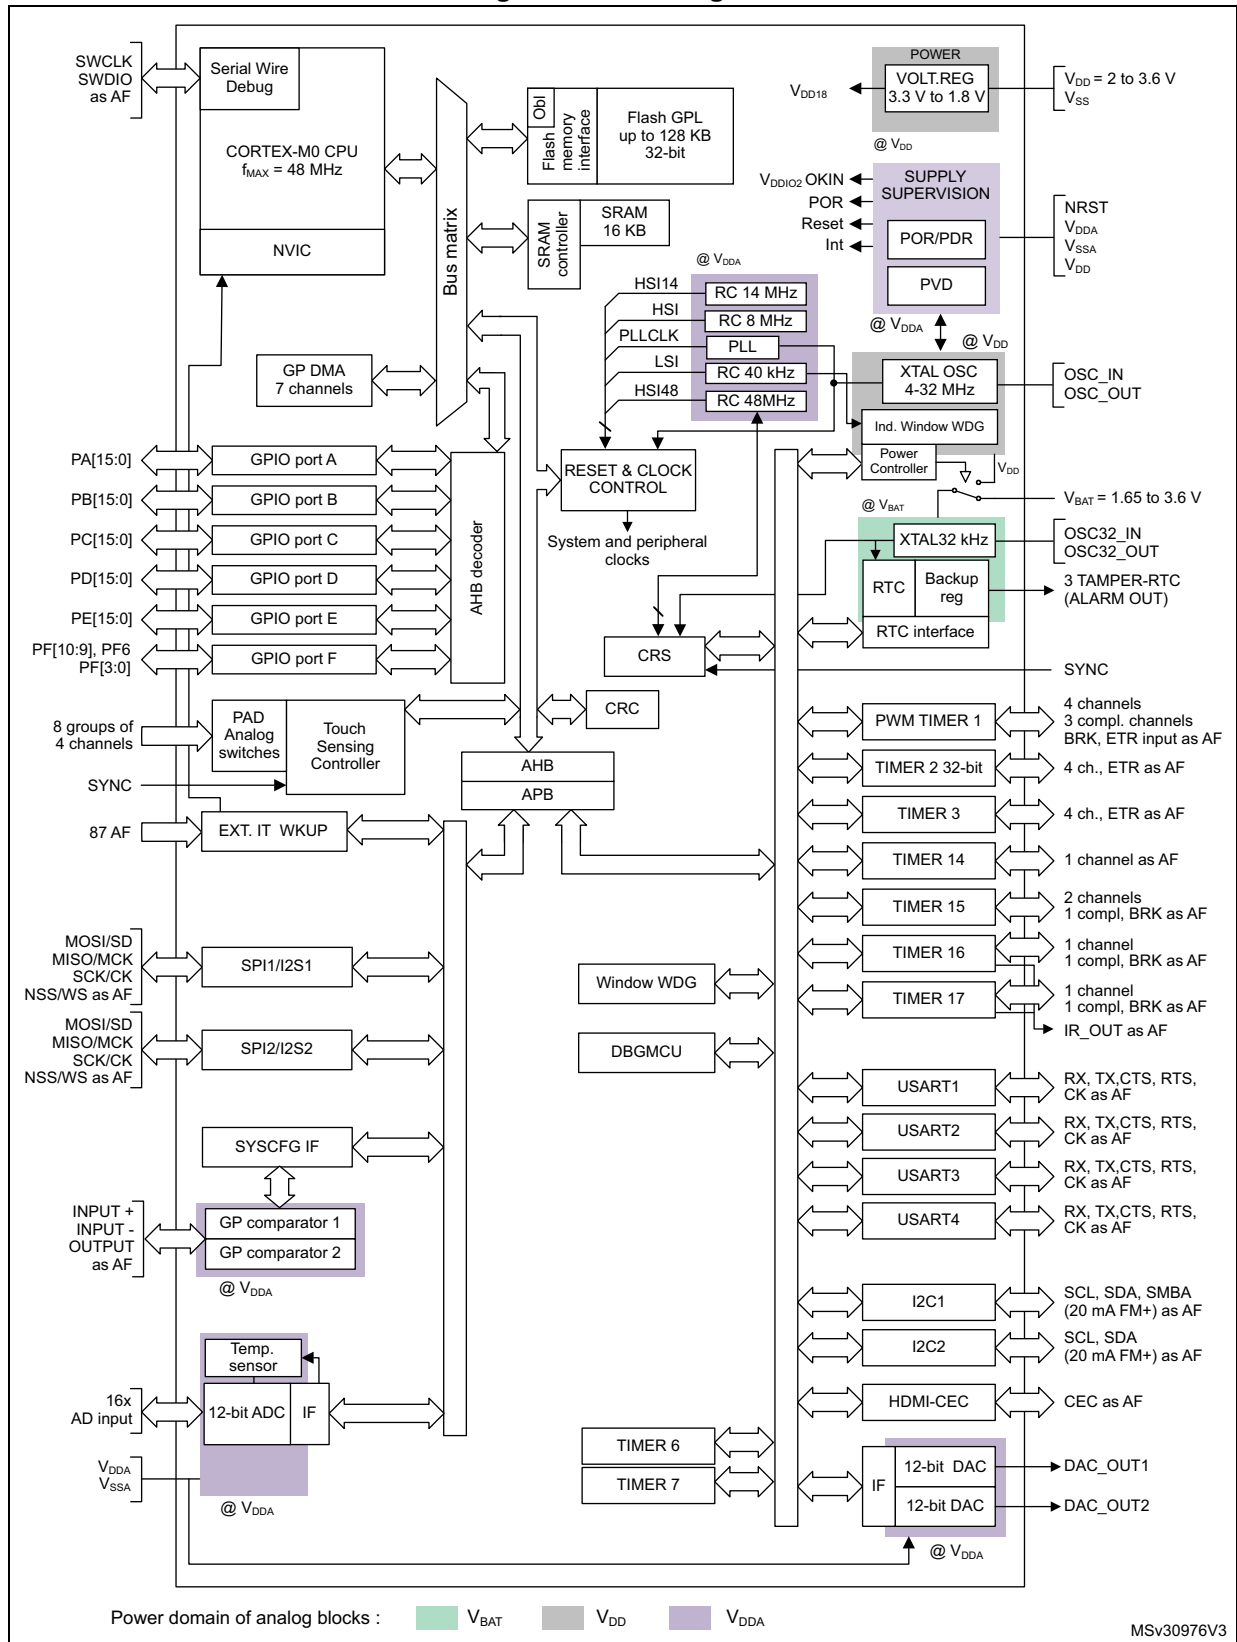 SWCLK
SWDIO
as AF
Serial Wire
Debug
CORTEX-M0 CPU
fMAX = 48 MHz
NVIC
Bus matrix
Obl
Flash
memory
interface
Flash GPL
up to 128 KB
32-bit
SRAM
controller
SRAM
16 KB
POWER
VOLT.REG
3.3 V to 1.8 V
VDD18
VDD = 2 to 3.6 V
VSS
@ VDD
SUPPLY
SUPERVISION
VDDIO2 OKIN
POR
Reset
Int
POR/PDR
PVD
NRST
VDDA
VSSA
VDD
@ VDDA
@ VDDA
@ VDD
HSI14
HSI
PLLCLK
LSI
HSI48
RC 14 MHz
RC 8 MHz
PLL
RC 40 kHz
RC 48MHz
XTAL OSC
4-32 MHz
OSC_IN
OSC_OUT
Ind. Window WDG
Power
Controller
VDD
VBAT = 1.65 to 3.6 V
@ VBAT
GP DMA
7 channels
PA[15:0]
GPIO port A
PB[15:0]
GPIO port B
PC[15:0]
GPIO port C
PD[15:0]
GPIO port D
PE[15:0]
GPIO port E
PF[10:9], PF6
PF[3:0]
GPIO port F
AHB decoder
RESET & CLOCK
CONTROL
System and peripheral
clocks
XTAL32 kHz
OSC32_IN
OSC32_OUT
RTC
Backup
reg
3 TAMPER-RTC
(ALARM OUT)
RTC interface
CRS
SYNC
8 groups of
4 channels
PAD
Analog
switches
Touch
Sensing
Controller
SYNC
CRC
AHB
APB
87 AF
EXT. IT WKUP
PWM TIMER 1
4 channels
3 compl. channels
BRK, ETR input as AF
TIMER 2 32-bit
4 ch., ETR as AF
TIMER 3
4 ch., ETR as AF
TIMER 14
1 channel as AF
TIMER 15
2 channels
1 compl, BRK as AF
TIMER 16
1 channel
1 compl, BRK as AF
TIMER 17
1 channel
1 compl, BRK as AF
IR_OUT as AF
MOSI/SD
MISO/MCK
SCK/CK
NSS/WS as AF
SPI1/I2S1
MOSI/SD
MISO/MCK
SCK/CK
NSS/WS as AF
SPI2/I2S2
Window WDG
DBGMCU
USART1
RX, TX,CTS, RTS,
CK as AF
USART2
RX, TX,CTS, RTS,
CK as AF
USART3
RX, TX,CTS, RTS,
CK as AF
USART4
RX, TX,CTS, RTS,
CK as AF
SYSCFG IF
INPUT +
INPUT -
OUTPUT
as AF
GP comparator 1
GP comparator 2
@ VDDA
I2C1
SCL, SDA, SMBA
(20 mA FM+) as AF
I2C2
SCL, SDA
(20 mA FM+) as AF
HDMI-CEC
CEC as AF
Temp.
sensor
16x
AD input
12-bit ADC
IF
VDDA
VSSA
@ VDDA
TIMER 6
TIMER 7
IF
12-bit DAC
12-bit DAC
DAC_OUT1
DAC_OUT2
@ VDDA
Power domain of analog blocks :
VBAT
VDD
VDDA
MSv30976V3